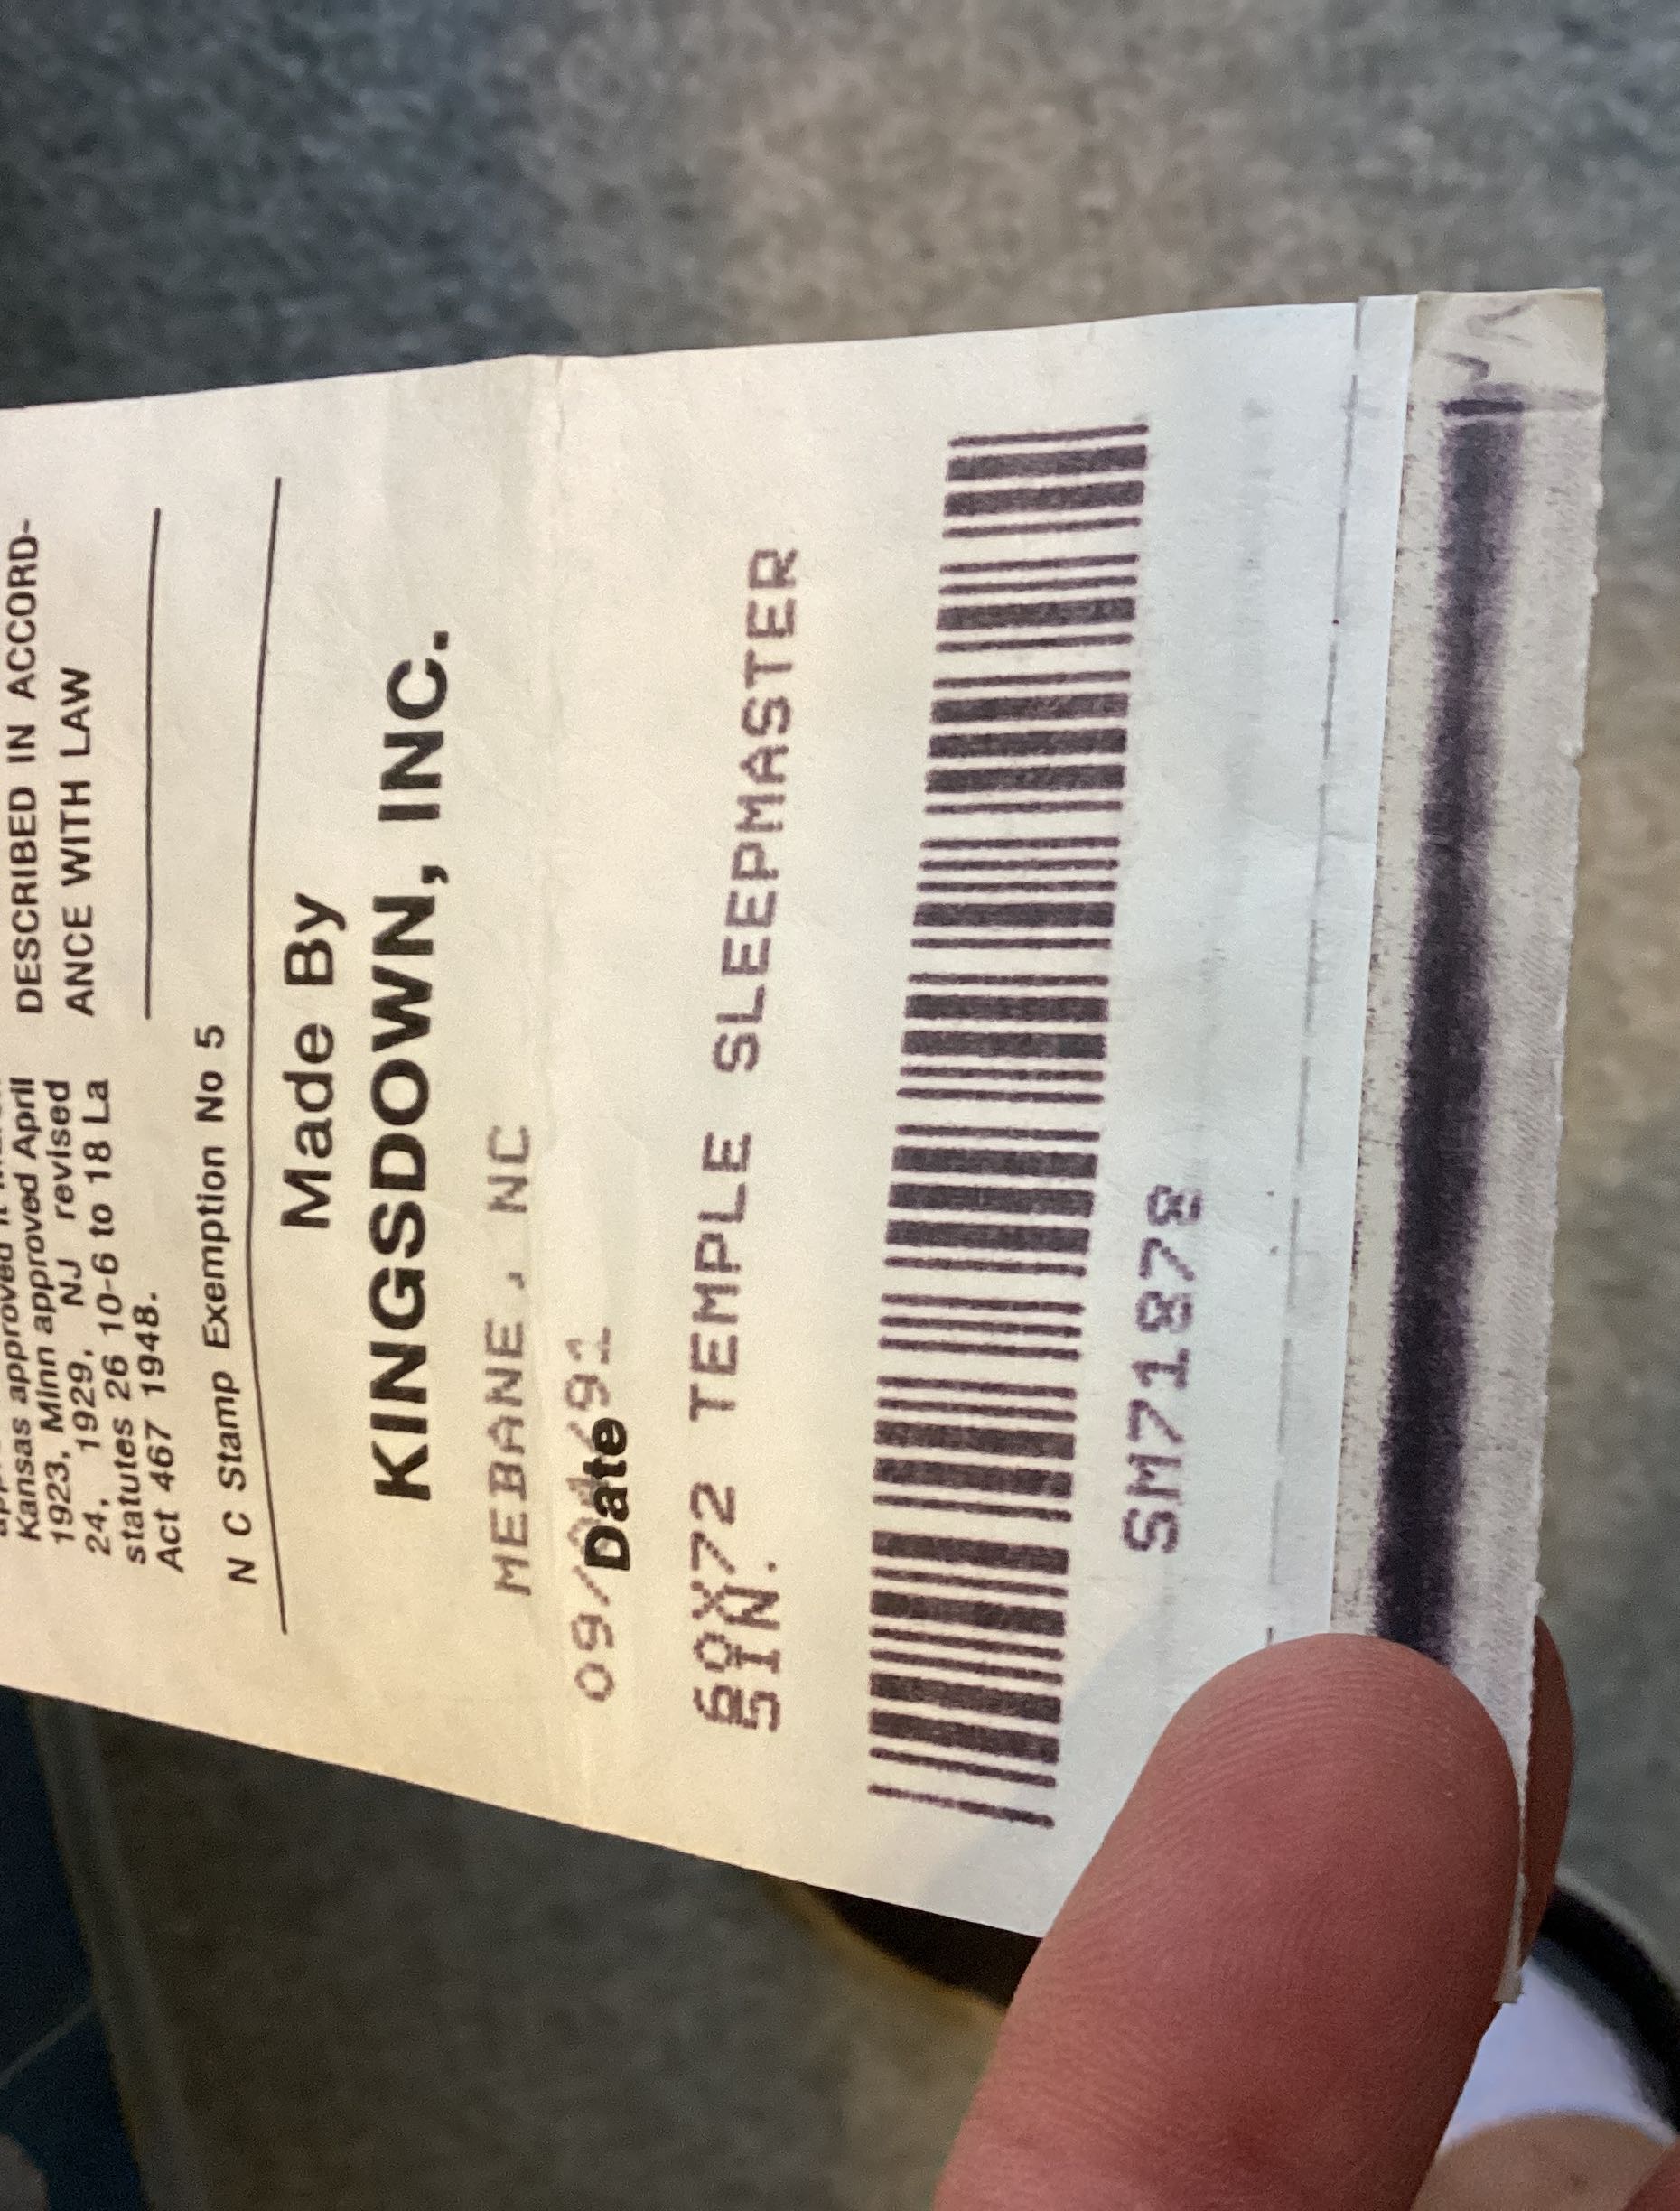 DESCRIBED IN ACCORD-
ANCE WITH LAW
Kansas approved April
1923, Minn approved March
24, 1929, NJ revised
statutes 26 10-6 to 18 La
Act 467 1948.
N C Stamp Exemption No 5
Made By
KINGSDOWN, INC.
MEBANE, NC
Date
60X72 TEMPLE SLEEPMASTER
5IN.
SM71878